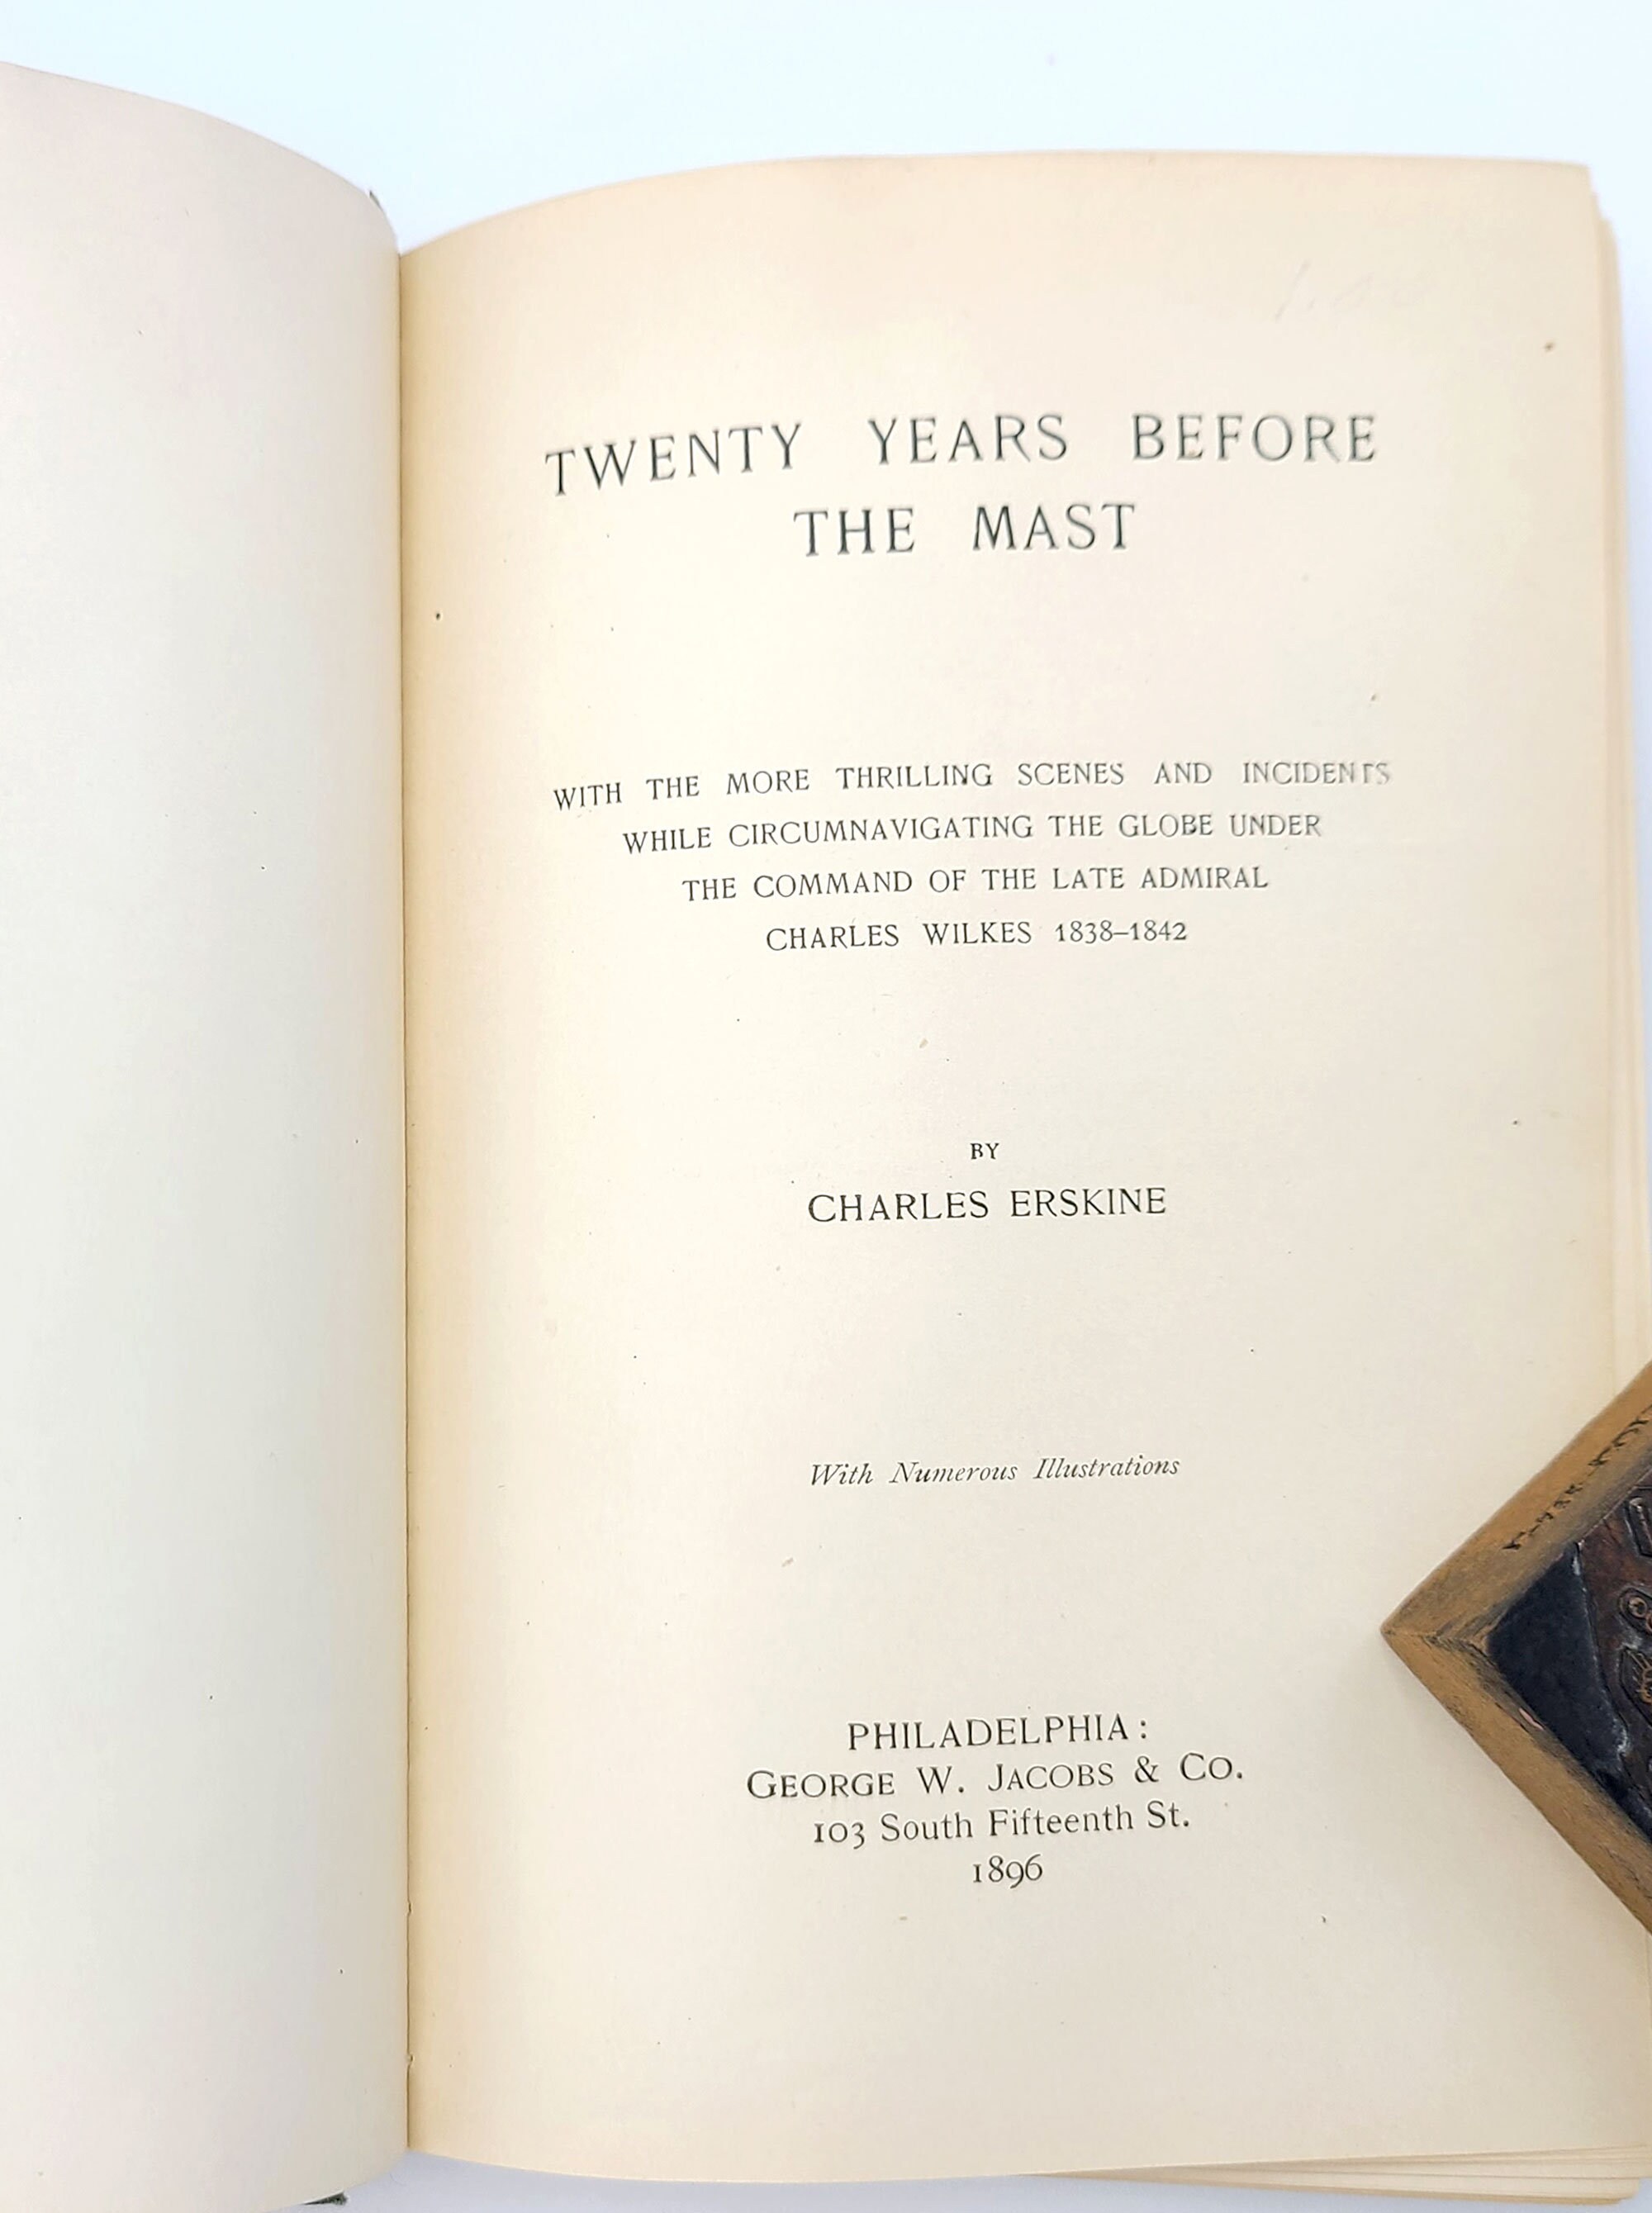 TWENTY YEARS BEFORE
THE MAST
WITH THE MORE THRILLING SCENES AND INCIDENTS
WHILE CIRCUMNAVIGATING THE GLOBE UNDER
THE COMMAND OF THE LATE ADMIRAL
CHARLES WILKES 1838–1842
BY
CHARLES ERSKINE
With Numerous Illustrations
PHILADELPHIA:
GEORGE W. JACOBS & CO.
103 South Fifteenth St.
1896